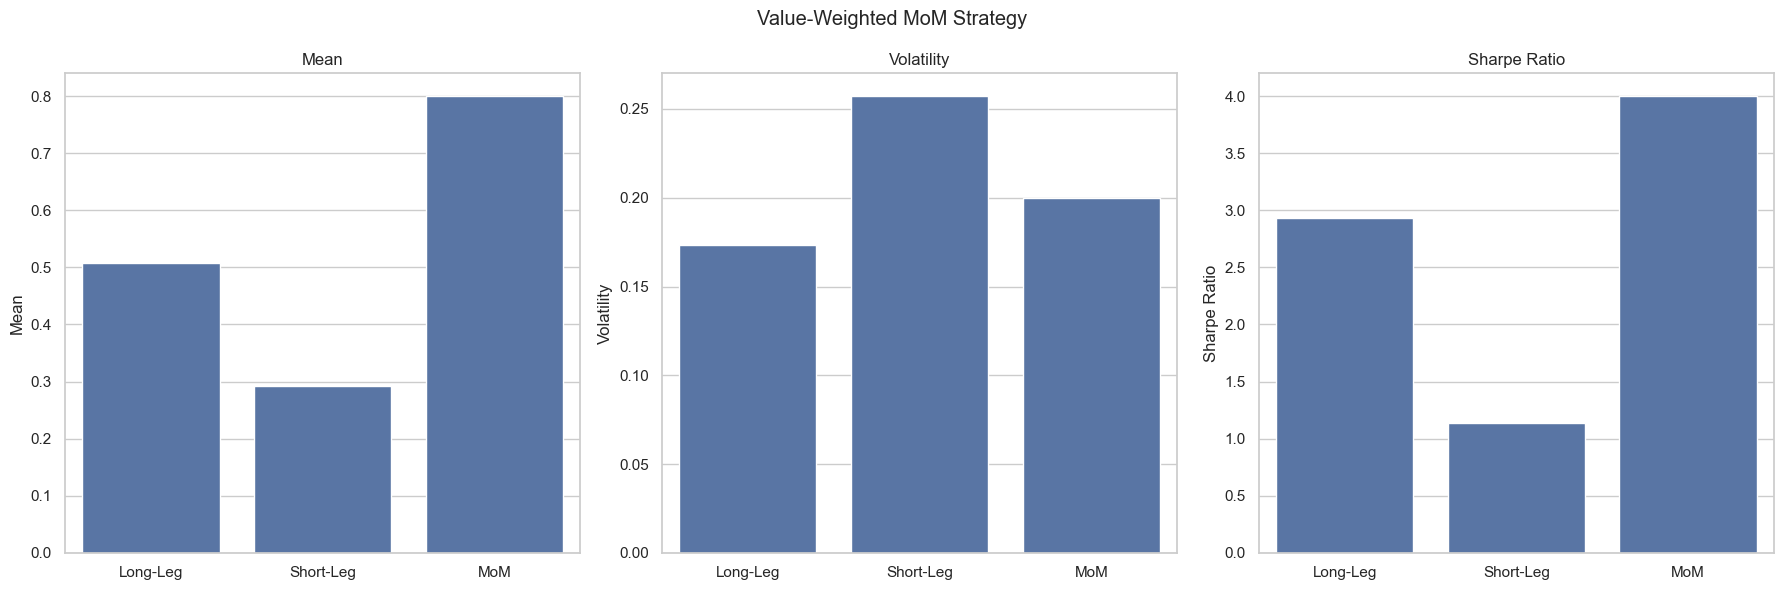 Value-Weighted MoM Strategy
Mean
Mean
0.8
0.7
0.6
0.5
0.4
0.3
0.2
0.1
0.0
Long-Leg Short-Leg MoM
Volatility
Volatility
0.25
0.20
0.15
0.10
0.05
0.00
Long-Leg Short-Leg MoM
Sharpe Ratio
Sharpe Ratio
4.0
3.5
3.0
2.5
2.0
1.5
1.0
0.5
0.0
Long-Leg Short-Leg MoM